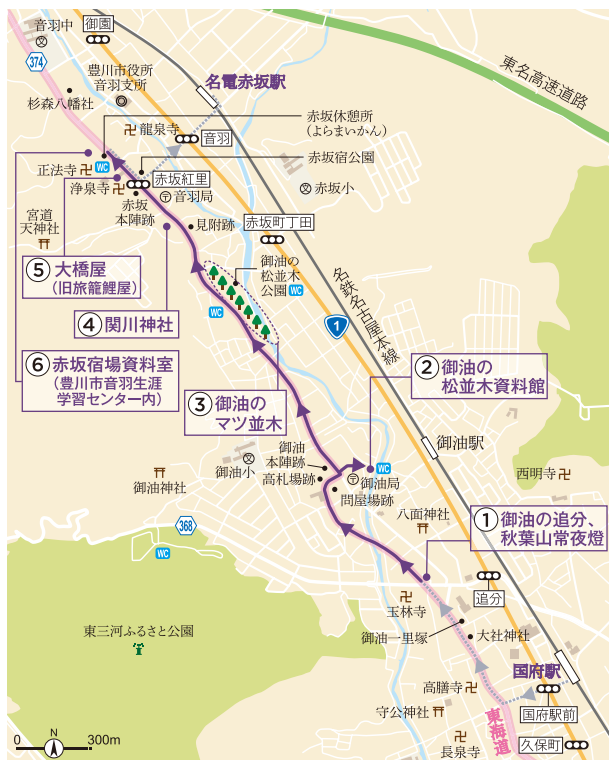 音羽中
御園
374
豊川市役所
音羽支所
名電赤坂駅
東名高速道路
杉森八幡社
龍泉寺
音羽
赤坂休憩所
(よらまいかん)
WC
正法寺
赤坂紅里
赤坂宿公園
浄泉寺
音羽局
赤坂小
赤坂
本陣跡
宮道
天神社
見附跡
赤坂町丁田
⑤大橋屋
(旧旅籠鯉屋)
御油の
松並木
公園 WC
名鉄名古屋本線
WC
1
④関川神社
⑥赤坂宿場資料室
(豊川市音羽生涯
学習センター内)
②御油の
松並木資料館
③御油の
マツ並木
御油駅
御油
本陣跡
WC
御油小
高札場跡
御油局
西明寺
御油神社
問屋場跡
八面神社
①御油の追分、
秋葉山常夜燈
368
WC
追分
玉林寺
東三河ふるさと公園
御油一里塚
大社神社
国府駅
高膳寺
東海道
国府駅前
守公神社
久保町
長泉寺
N
0
300m